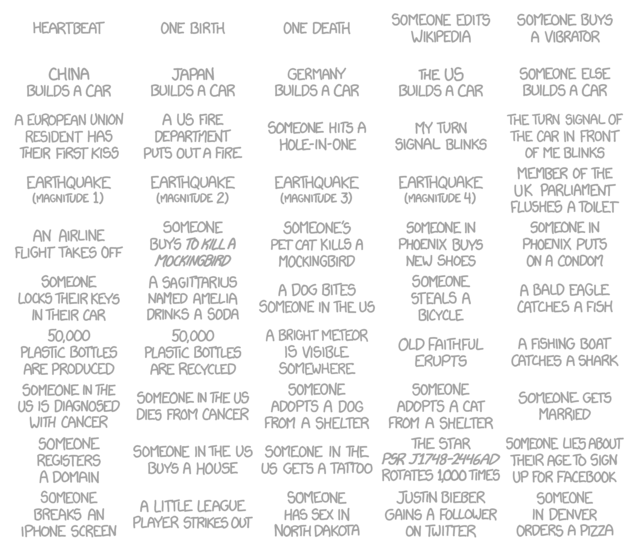 HEARTBEAT
ONE BIRTH
ONE DEATH
SOMEONE EDITS
WIKIPEDIA
SOMEONE BUYS
A VIBRATOR
CHINA
BUILDS A CAR
JAPAN
BUILDS A CAR
GERMANY
BUILDS A CAR
THE US
BUILDS A CAR
SOMEONE ELSE
BUILDS A CAR
A EUROPEAN UNION
RESIDENT HAS
THEIR FIRST KISS
A US FIRE
DEPARTMENT
PUTS OUT A FIRE
SOMEONE HITS A
HOLE-IN-ONE
MY TURN
SIGNAL BLINKS
THE TURN SIGNAL OF
THE CAR IN FRONT
OF ME BLINKS
EARTHQUAKE
(MAGNITUDE 1)
EARTHQUAKE
(MAGNITUDE 2)
EARTHQUAKE
(MAGNITUDE 3)
EARTHQUAKE
(MAGNITUDE 4)
MEMBER OF THE
UK PARLIAMENT
FLUSHES A TOILET
AN AIRLINE
FLIGHT TAKES OFF
SOMEONE
BUYS TO KILL A
MOCKINGBIRD
SOMEONE'S
PET CAT KILLS A
MOCKINGBIRD
SOMEONE IN
PHOENIX BUYS
NEW SHOES
SOMEONE IN
PHOENIX PUTS
ON A CONDOM
SOMEONE
LOCKS THEIR KEYS
IN THEIR CAR
A SAGITTARIUS
NAMED AMELIA
DRINKS A SODA
A DOG BITES
SOMEONE IN THE US
SOMEONE
STEALS A
BICYCLE
A BALD EAGLE
CATCHES A FISH
50,000
PLASTIC BOTTLES
ARE PRODUCED
50,000
PLASTIC BOTTLES
ARE RECYCLED
A BRIGHT METEOR
IS VISIBLE
SOMEWHERE
OLD FAITHFUL
ERUPTS
A FISHING BOAT
CATCHES A SHARK
SOMEONE IN THE
US IS DIAGNOSED
WITH CANCER
SOMEONE IN THE US
DIES FROM CANCER
SOMEONE
ADOPTS A DOG
FROM A SHELTER
SOMEONE
ADOPTS A CAT
FROM A SHELTER
SOMEONE GETS
MARRIED
SOMEONE
REGISTERS
A DOMAIN
SOMEONE IN THE US
BUYS A HOUSE
SOMEONE IN THE
US GETS A TATTOO
THE STAR
PSR J1748-2446AD
ROTATES 1,000 TIMES
SOMEONE LIES ABOUT
THEIR AGE TO SIGN
UP FOR FACEBOOK
SOMEONE
BREAKS AN
IPHONE SCREEN
A LITTLE LEAGUE
PLAYER STRIKES OUT
SOMEONE
HAS SEX IN
NORTH DAKOTA
JUSTIN BIEBER
GAINS A FOLLOWER
ON TWITTER
SOMEONE
IN DENVER
ORDERS A PIZZA